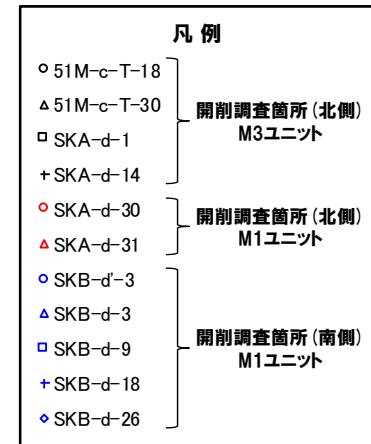 凡 例
51M-c-T-18
51M-c-T-30
SKA-d-1
SKA-d-14
開削調査箇所(北側)
M3ユニット
SKA-d-30
SKA-d-31
開削調査箇所(北側)
M1ユニット
SKB-d'-3
SKB-d-3
SKB-d-9
SKB-d-18
SKB-d-26
開削調査箇所(南側)
M1ユニット